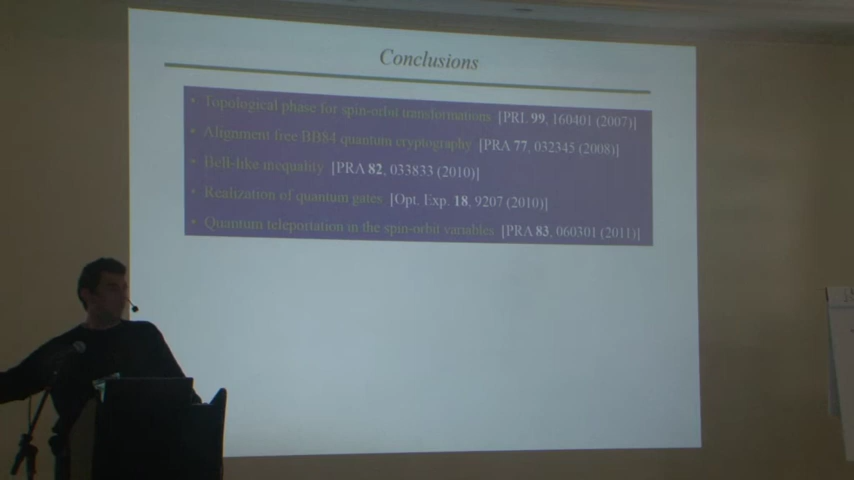 Conclusions
• Topological phase for spin-orbit transformations [PRL 99, 160401 (2007)]
• Alignment free BB84 quantum cryptography [PRA 77, 032345 (2008)]
• Bell-like inequality [PRA 82, 033833 (2010)]
• Realization of quantum gates [Opt. Exp. 18, 9207 (2010)]
• Quantum teleportation in the spin-orbit variables [PRA 83, 060301 (2011)]